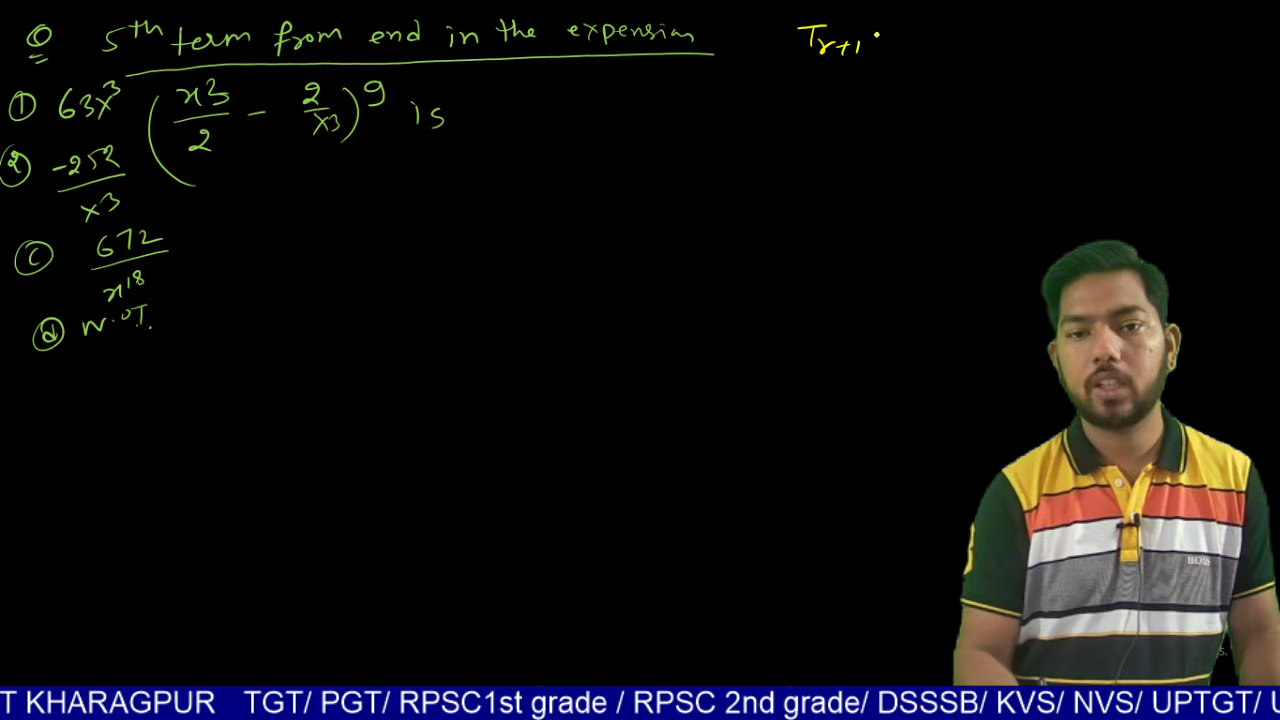 Q 5th term from end in the expension
Tr+1
① 63x³ (x3/2 - 2/x3)^9 is
② -252/x3
Ⓒ 672/x18
ⓓ N.O.T.
BOSS
T KHARAGPUR TGT/ PGT/ RPSC1st grade / RPSC 2nd grade/ DSSSB/ KVS/ NVS/ UPTGT/ U